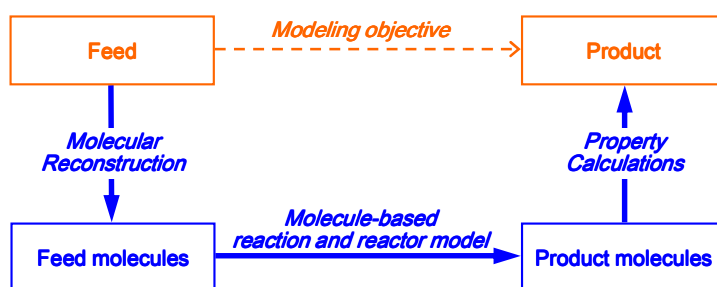 Modeling objective
Feed
Product
Molecular
Reconstruction
Property
Calculations
Molecule-based
reaction and reactor model
Feed molecules
Product molecules